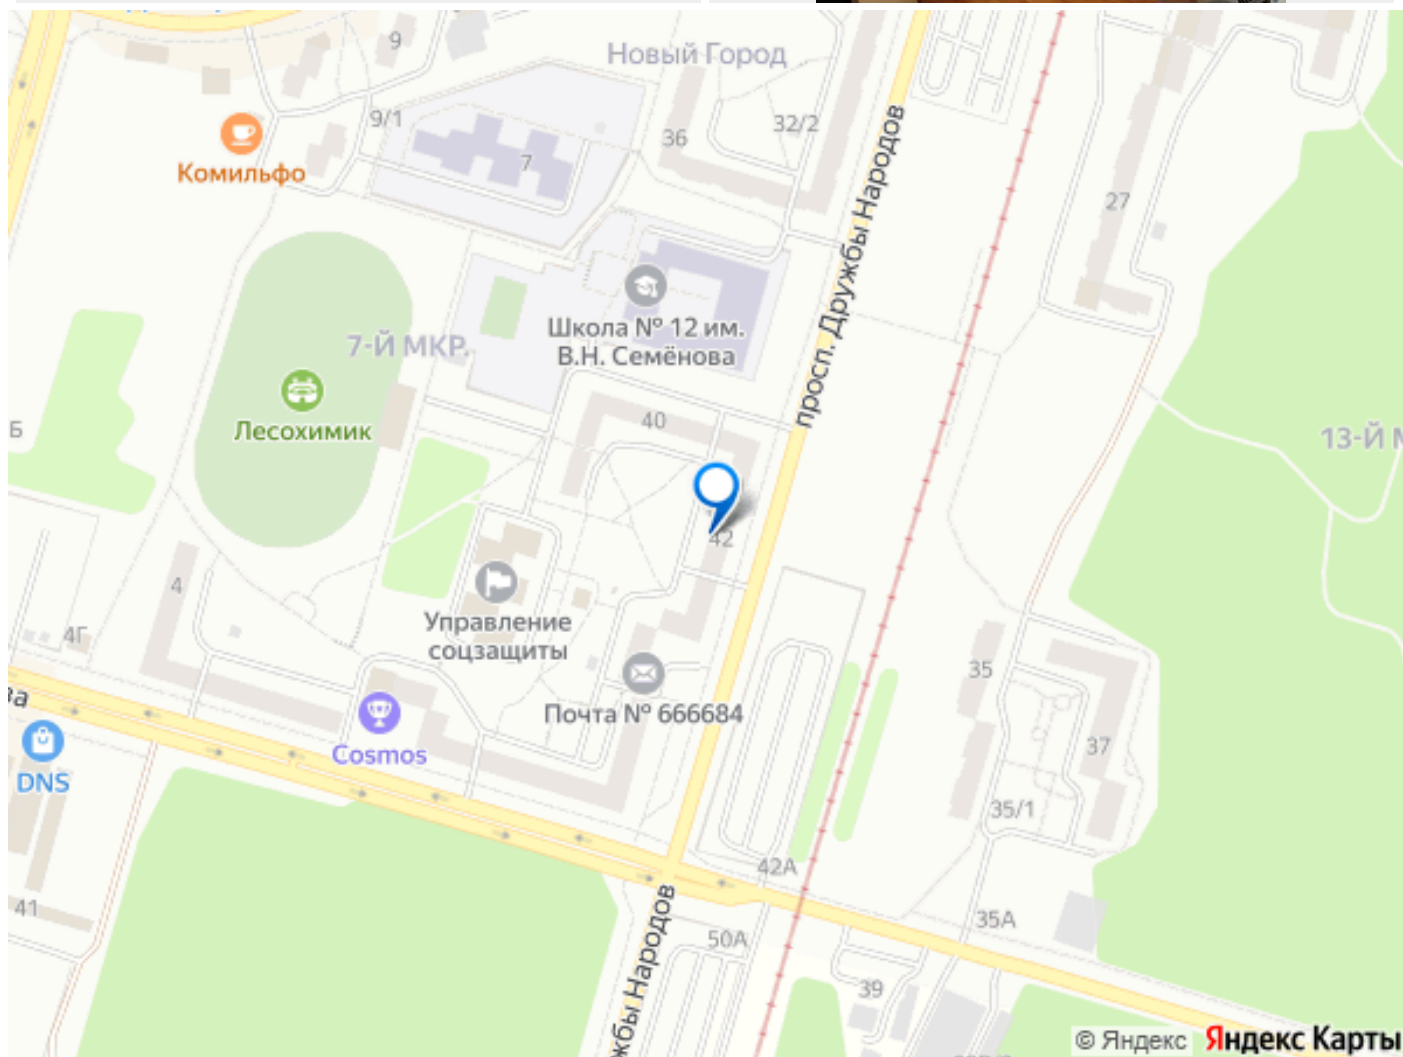 9
Новый Город
9/1
32/2
36
7
Комильфо
27
просп. Дружбы Народов
Школа № 12 им.
В.Н. Семёнова
7-Й МКР.
Лесохимик
Б
40
13-Й
42
4
Управление
соцзащиты
4Г
35
Почта № 666684
ва
Cosmos
DNS
37
35/1
42А
41
35А
50А
жбы Народов
39
© Яндекс
Яндекс Карты